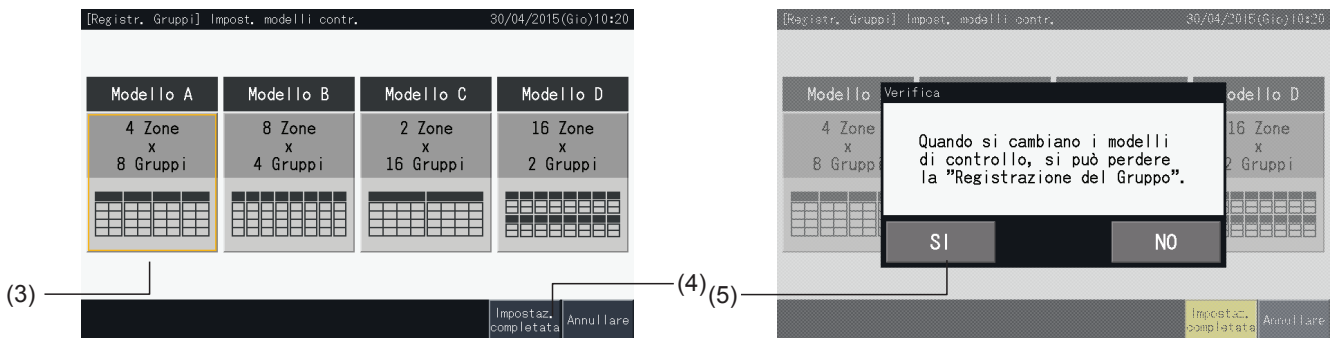 [Registr. Gruppi] Impost. modelli contr. 30/04/2015(Gio)10:20
Modello A Modello B Modello C Modello D
4 Zone 8 Zone 2 Zone 16 Zone
x x x x
8 Gruppi 4 Gruppi 16 Gruppi 2 Gruppi
(3)
(4)
Impostaz.
completata
Annullare
[Registr. Gruppi] Impost. modelli contr. 30/04/2015(Gio)10:20
Modello odello D
Verifica
4 Zone 16 Zone
x x
8 Gruppi 2 Gruppi
Quando si cambiano i modelli
di controllo, si può perdere
la ”Registrazione del Gruppo”.
SI NO
(5)
Impostaz.
completata
Annullare